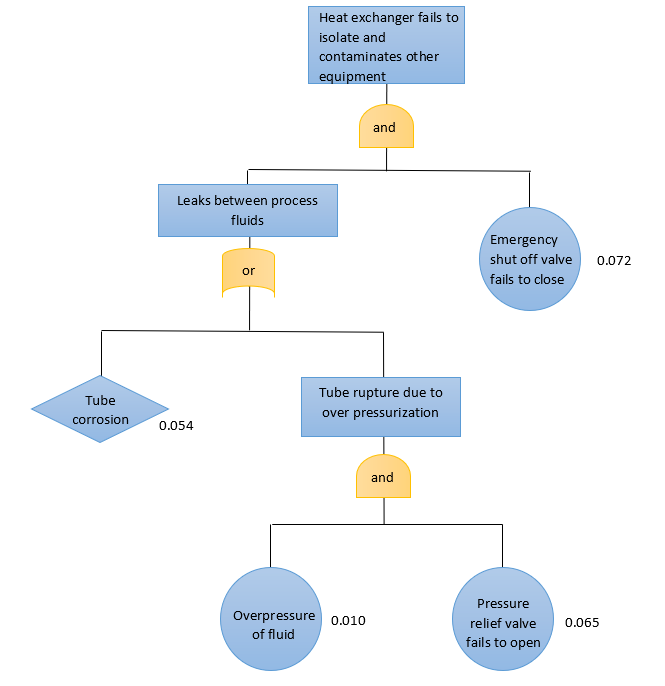 Heat exchanger fails to
isolate and
contaminates other
equipment
and
Leaks between process
fluids
Emergency
shut off valve
fails to close
0.072
or
Tube
corrosion
0.054
Tube rupture due to
over pressurization
and
Overpressure
of fluid
0.010
Pressure
relief valve
fails to open
0.065